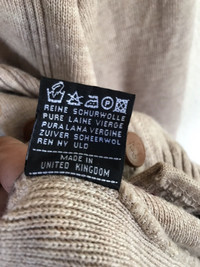 P
REINE SCHURWOLLE
PURE LAINE VIERGE
PURA LANA VERGINE
ZUIVER SCHEERWOL
REN NY ULD
MADE IN
UNITED KINGDOM